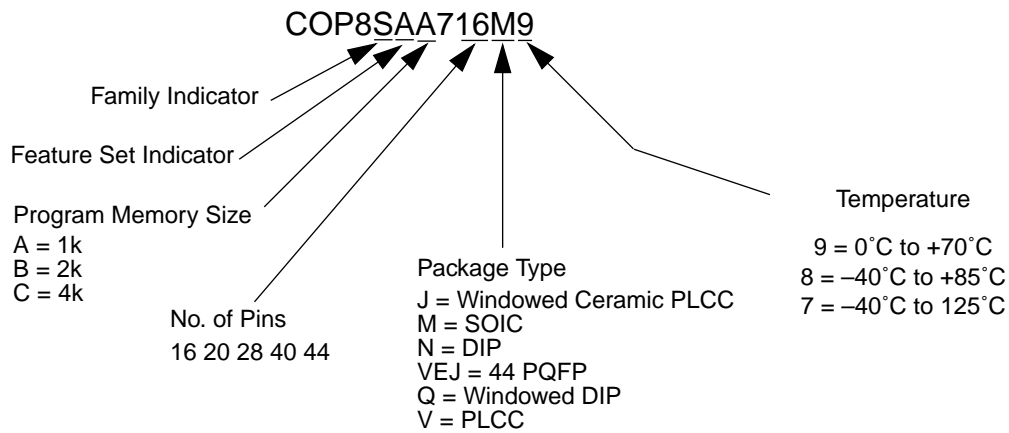 COP8SAA716M9
Family Indicator
Feature Set Indicator
Program Memory Size
A = 1k
B = 2k
C = 4k
No. of Pins
16 20 28 40 44
Package Type
J = Windowed Ceramic PLCC
M = SOIC
N = DIP
VEJ = 44 PQFP
Q = Windowed DIP
V = PLCC
Temperature
9 = 0˚C to +70˚C
8 = –40˚C to +85˚C
7 = –40˚C to 125˚C